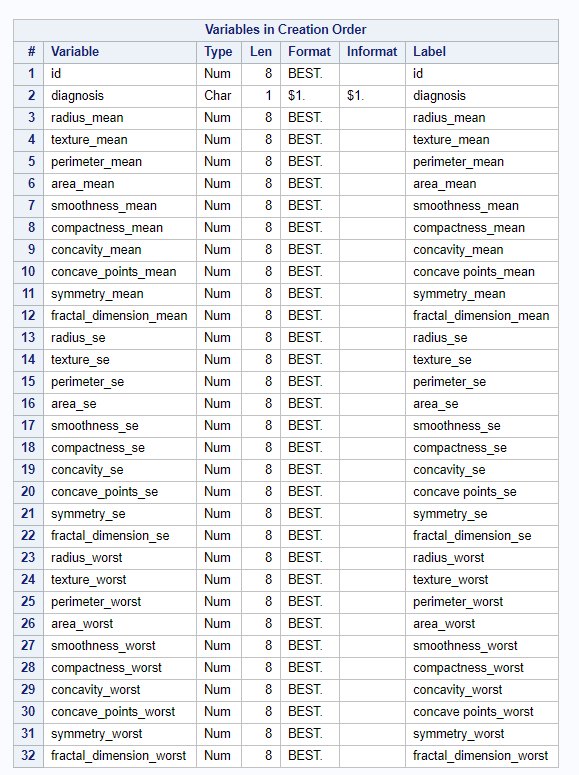 Variables in Creation Order
# Variable Type Len Format Informat Label
1 id Num 8 BEST. id
2 diagnosis Char 1 $1. $1. diagnosis
3 radius_mean Num 8 BEST. radius_mean
4 texture_mean Num 8 BEST. texture_mean
5 perimeter_mean Num 8 BEST. perimeter_mean
6 area_mean Num 8 BEST. area_mean
7 smoothness_mean Num 8 BEST. smoothness_mean
8 compactness_mean Num 8 BEST. compactness_mean
9 concavity_mean Num 8 BEST. concavity_mean
10 concave_points_mean Num 8 BEST. concave points_mean
11 symmetry_mean Num 8 BEST. symmetry_mean
12 fractal_dimension_mean Num 8 BEST. fractal_dimension_mean
13 radius_se Num 8 BEST. radius_se
14 texture_se Num 8 BEST. texture_se
15 perimeter_se Num 8 BEST. perimeter_se
16 area_se Num 8 BEST. area_se
17 smoothness_se Num 8 BEST. smoothness_se
18 compactness_se Num 8 BEST. compactness_se
19 concavity_se Num 8 BEST. concavity_se
20 concave_points_se Num 8 BEST. concave points_se
21 symmetry_se Num 8 BEST. symmetry_se
22 fractal_dimension_se Num 8 BEST. fractal_dimension_se
23 radius_worst Num 8 BEST. radius_worst
24 texture_worst Num 8 BEST. texture_worst
25 perimeter_worst Num 8 BEST. perimeter_worst
26 area_worst Num 8 BEST. area_worst
27 smoothness_worst Num 8 BEST. smoothness_worst
28 compactness_worst Num 8 BEST. compactness_worst
29 concavity_worst Num 8 BEST. concavity_worst
30 concave_points_worst Num 8 BEST. concave points_worst
31 symmetry_worst Num 8 BEST. symmetry_worst
32 fractal_dimension_worst Num 8 BEST. fractal_dimension_worst